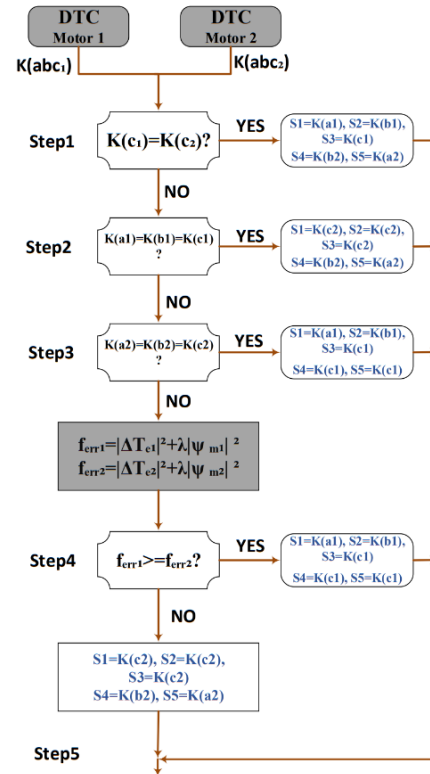 DTC
Motor 1
DTC
Motor 2
K(abc₁)
K(abc₂)
Step1
K(c₁)=K(c₂)?
YES
S1=K(a1), S2=K(b1),
S3=K(c1)
S4=K(b2), S5=K(a2)
NO
Step2
K(a1)=K(b1)=K(c1)
?
YES
S1=K(c2), S2=K(c2),
S3=K(c2)
S4=K(b2), S5=K(a2)
NO
Step3
K(a2)=K(b2)=K(c2)
?
YES
S1=K(a1), S2=K(b1),
S3=K(c1)
S4=K(c1), S5=K(c1)
NO
fₑᵣᵣ₁=|ΔTₑ₁|²+λ|ψ ₘ₁| ²
fₑᵣᵣ₂=|ΔTₑ₂|²+λ|ψ ₘ₂| ²
Step4
fₑᵣᵣ₁>=fₑᵣᵣ₂?
YES
S1=K(a1), S2=K(b1),
S3=K(c1)
S4=K(c1), S5=K(c1)
NO
S1=K(c2), S2=K(c2),
S3=K(c2)
S4=K(b2), S5=K(a2)
Step5